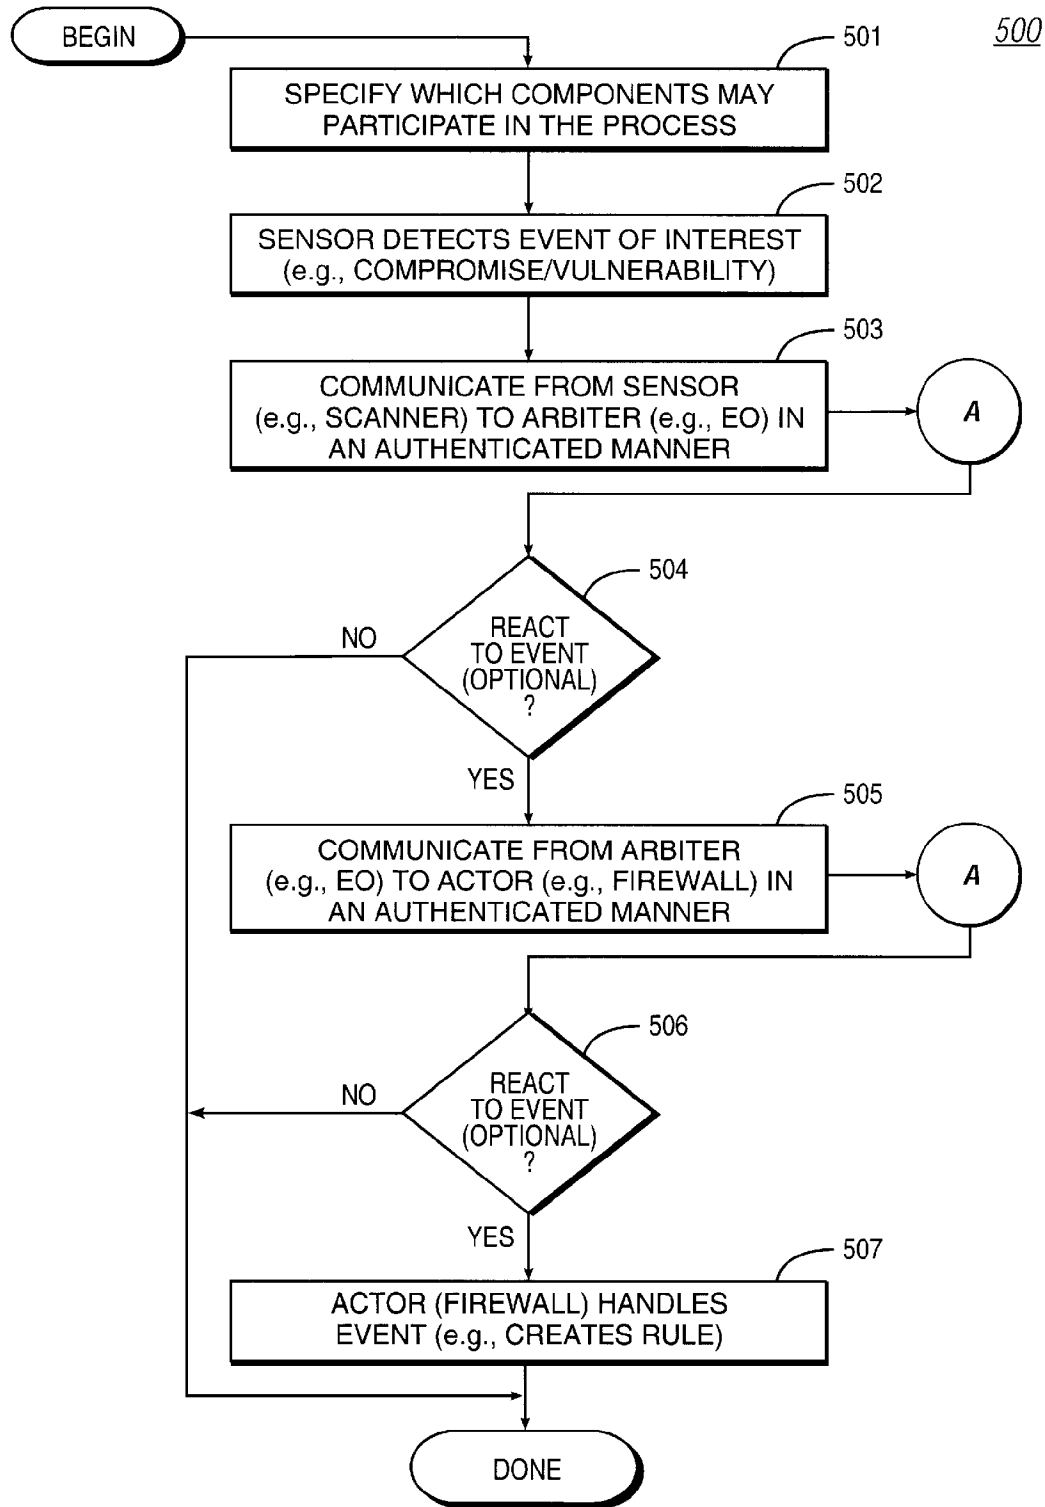 BEGIN
500
501
SPECIFY WHICH COMPONENTS MAY
PARTICIPATE IN THE PROCESS
502
SENSOR DETECTS EVENT OF INTEREST
(e.g., COMPROMISE/VULNERABILITY)
503
COMMUNICATE FROM SENSOR
(e.g., SCANNER) TO ARBITER (e.g., EO) IN
AN AUTHENTICATED MANNER
A
504
REACT
TO EVENT
(OPTIONAL)
?
NO
YES
505
COMMUNICATE FROM ARBITER
(e.g., EO) TO ACTOR (e.g., FIREWALL) IN
AN AUTHENTICATED MANNER
A
506
REACT
TO EVENT
(OPTIONAL)
?
NO
YES
507
ACTOR (FIREWALL) HANDLES
EVENT (e.g., CREATES RULE)
DONE